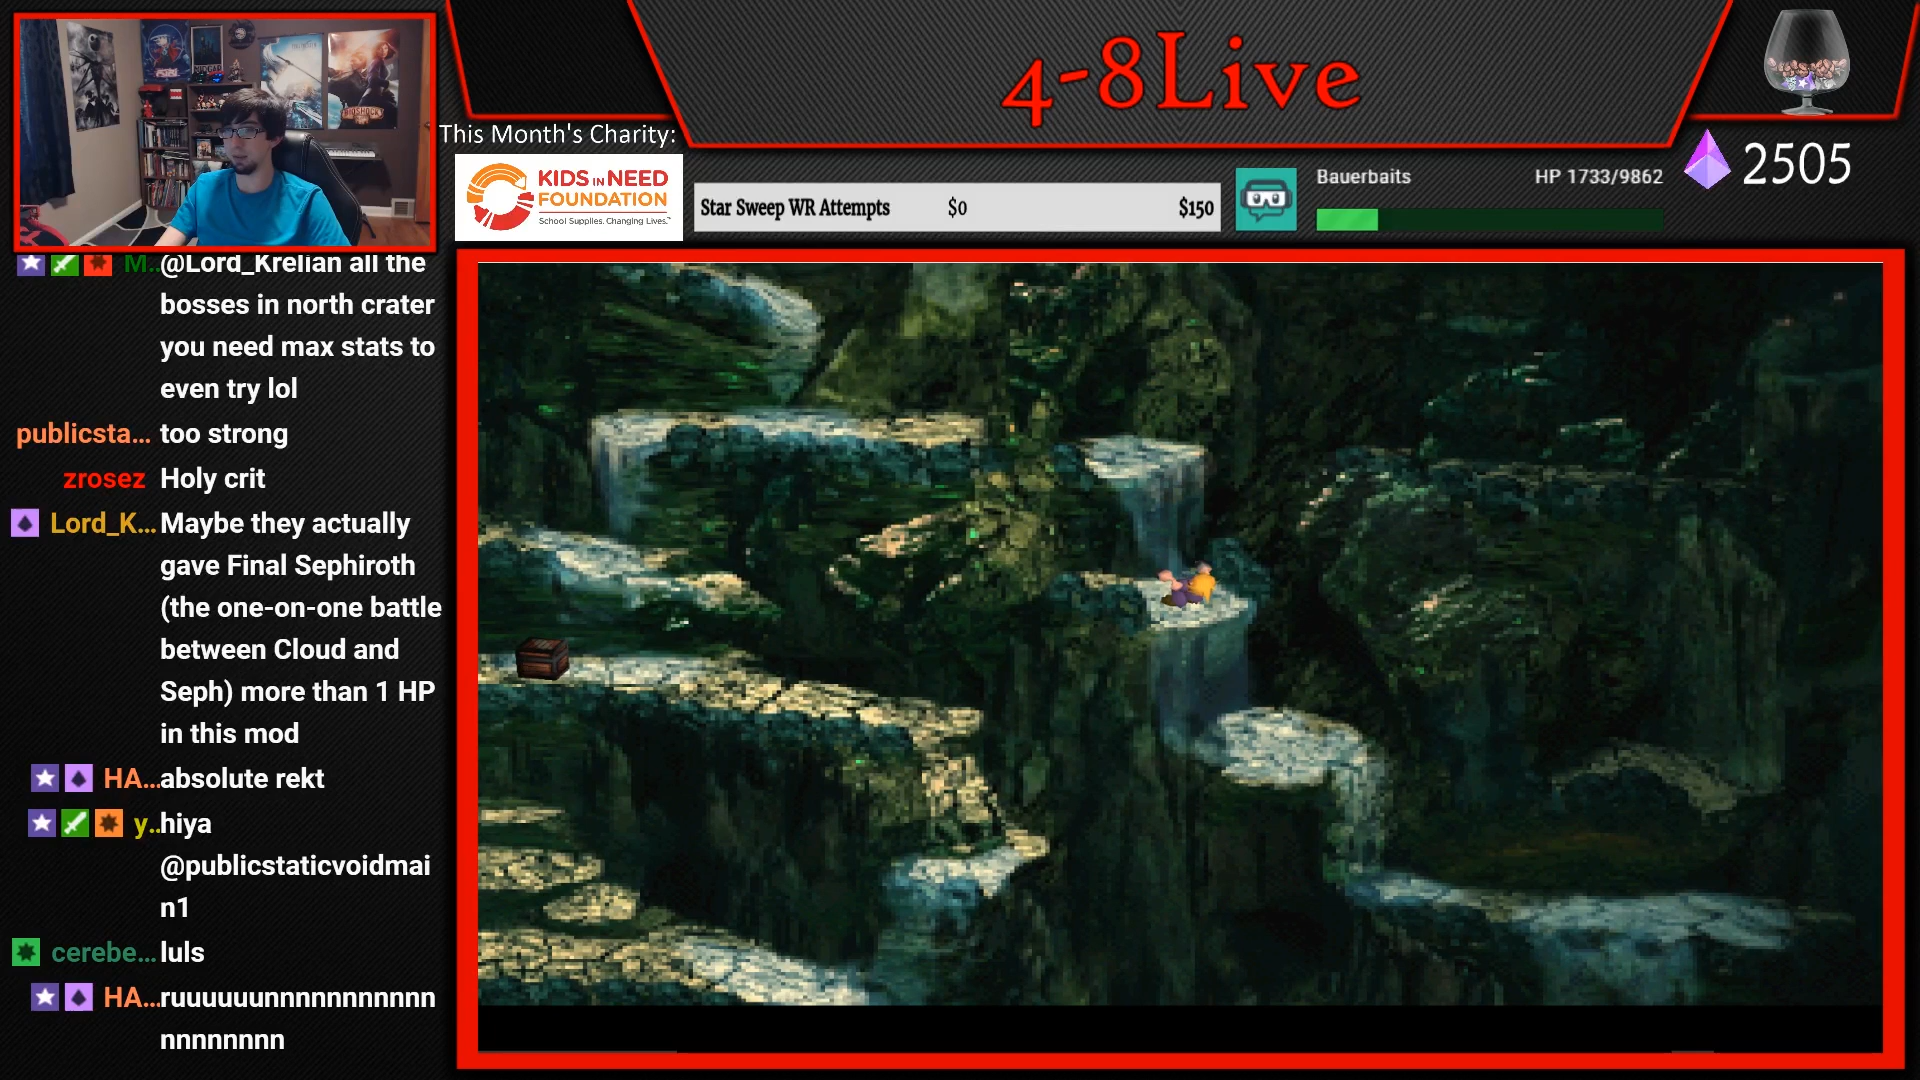 4-8Live
This Month's Charity:
KIDS IN NEED
FOUNDATION
School Supplies. Changing Lives.™
Star Sweep WR Attempts $0 $150
Bauerbaits HP 1733/9862
2505
BIOSHOCK
M.. @Lord_Krelian all the
bosses in north crater
you need max stats to
even try lol
publicsta... too strong
zrosez Holy crit
Lord_K... Maybe they actually
gave Final Sephiroth
(the one-on-one battle
between Cloud and
Seph) more than 1 HP
in this mod
HA... absolute rekt
y.. hiya
@publicstaticvoidmai
n1
cerebe... luls
HA... ruuuuuunnnnnnnnnnn
nnnnnnnn